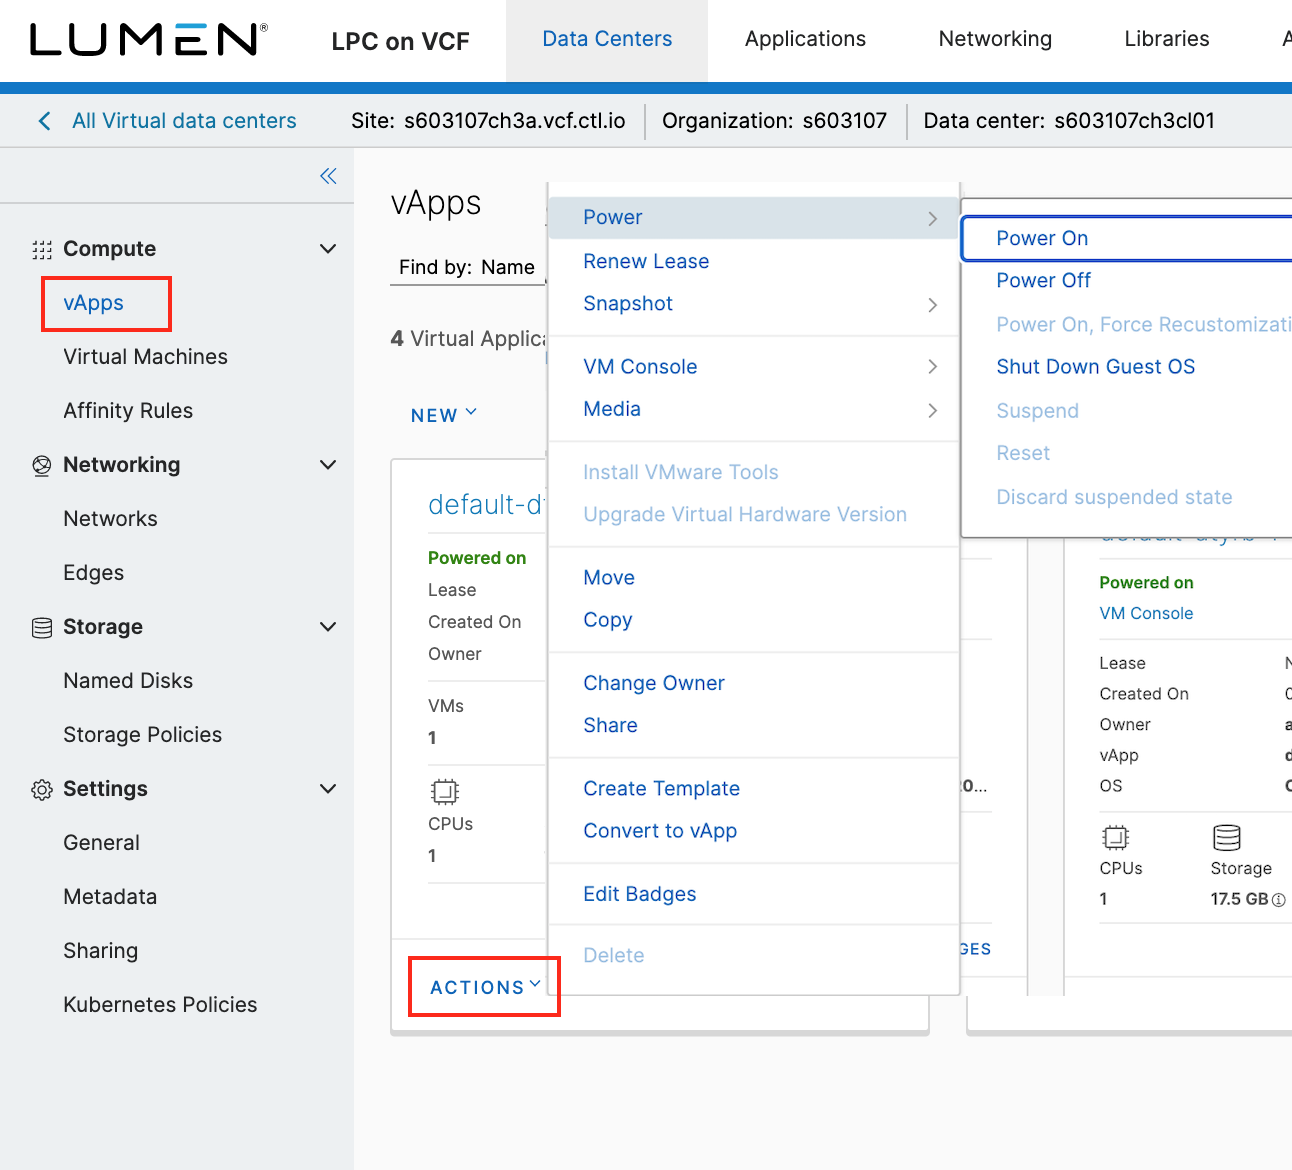 LUMEN®
LPC on VCF
Data Centers
Applications
Networking
Libraries
All Virtual data centers
Site: s603107ch3a.vcf.ctl.io
Organization: s603107
Data center: s603107ch3cl01
Compute
vApps
Virtual Machines
Affinity Rules
Networking
Networks
Edges
Storage
Named Disks
Storage Policies
Settings
General
Metadata
Sharing
Kubernetes Policies
vApps
Find by: Name
4 Virtual Applica
NEW
Powered on
Lease
Created On
Owner
VMs
1
CPUs
1
ACTIONS
Power
Renew Lease
Snapshot
VM Console
Media
Install VMware Tools
Upgrade Virtual Hardware Version
Move
Copy
Change Owner
Share
Create Template
Convert to vApp
Edit Badges
Delete
Power On
Power Off
Power On, Force Recustomizati
Shut Down Guest OS
Suspend
Reset
Discard suspended state
20...
GES
Powered on
VM Console
Lease
Created On
Owner
vApp
OS
CPUs
1
Storage
17.5 GB